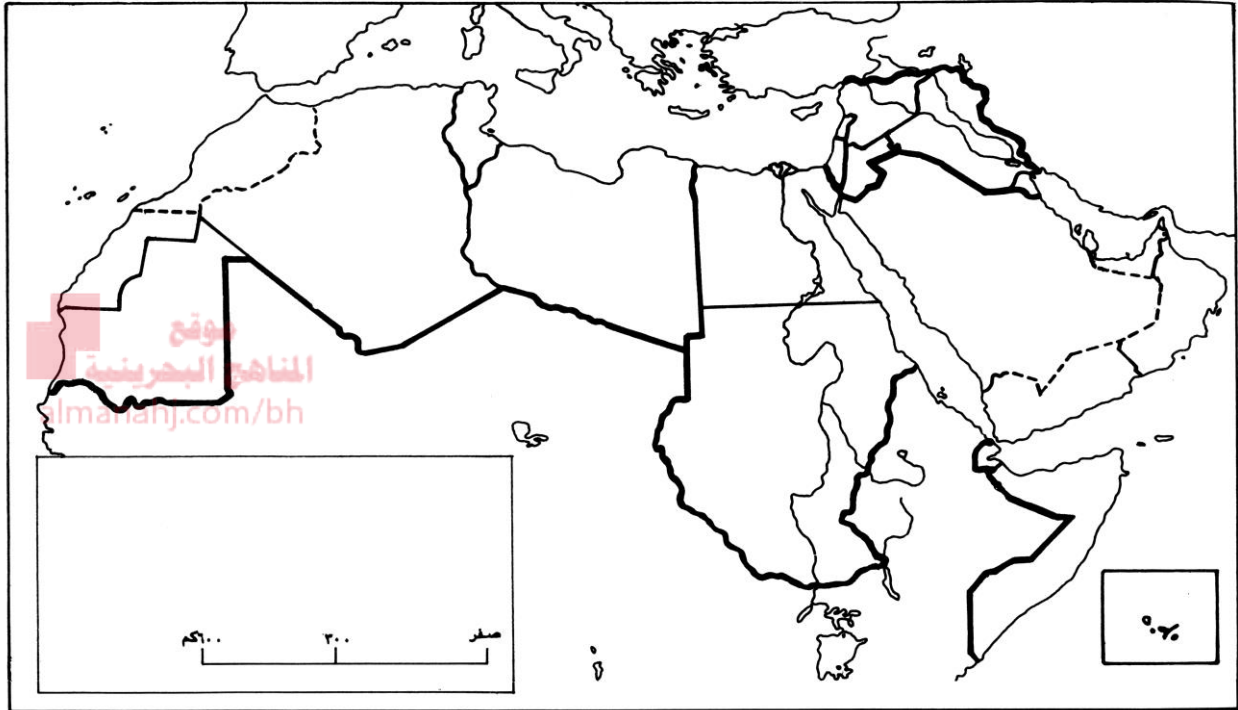 موقع
المناهج البحرينية
almanahj.com/bh
صفر ٣٠٠ ٦٠٠كم